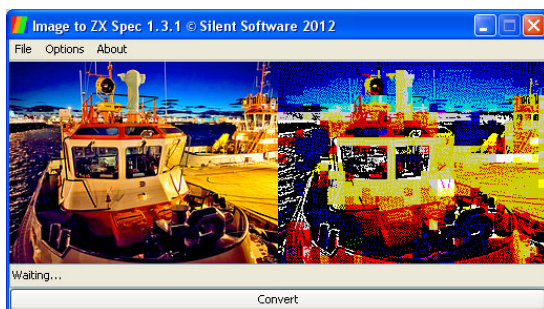 Image to ZX Spec 1.3.1 © Silent Software 2012
File Options About
Waiting...
Convert